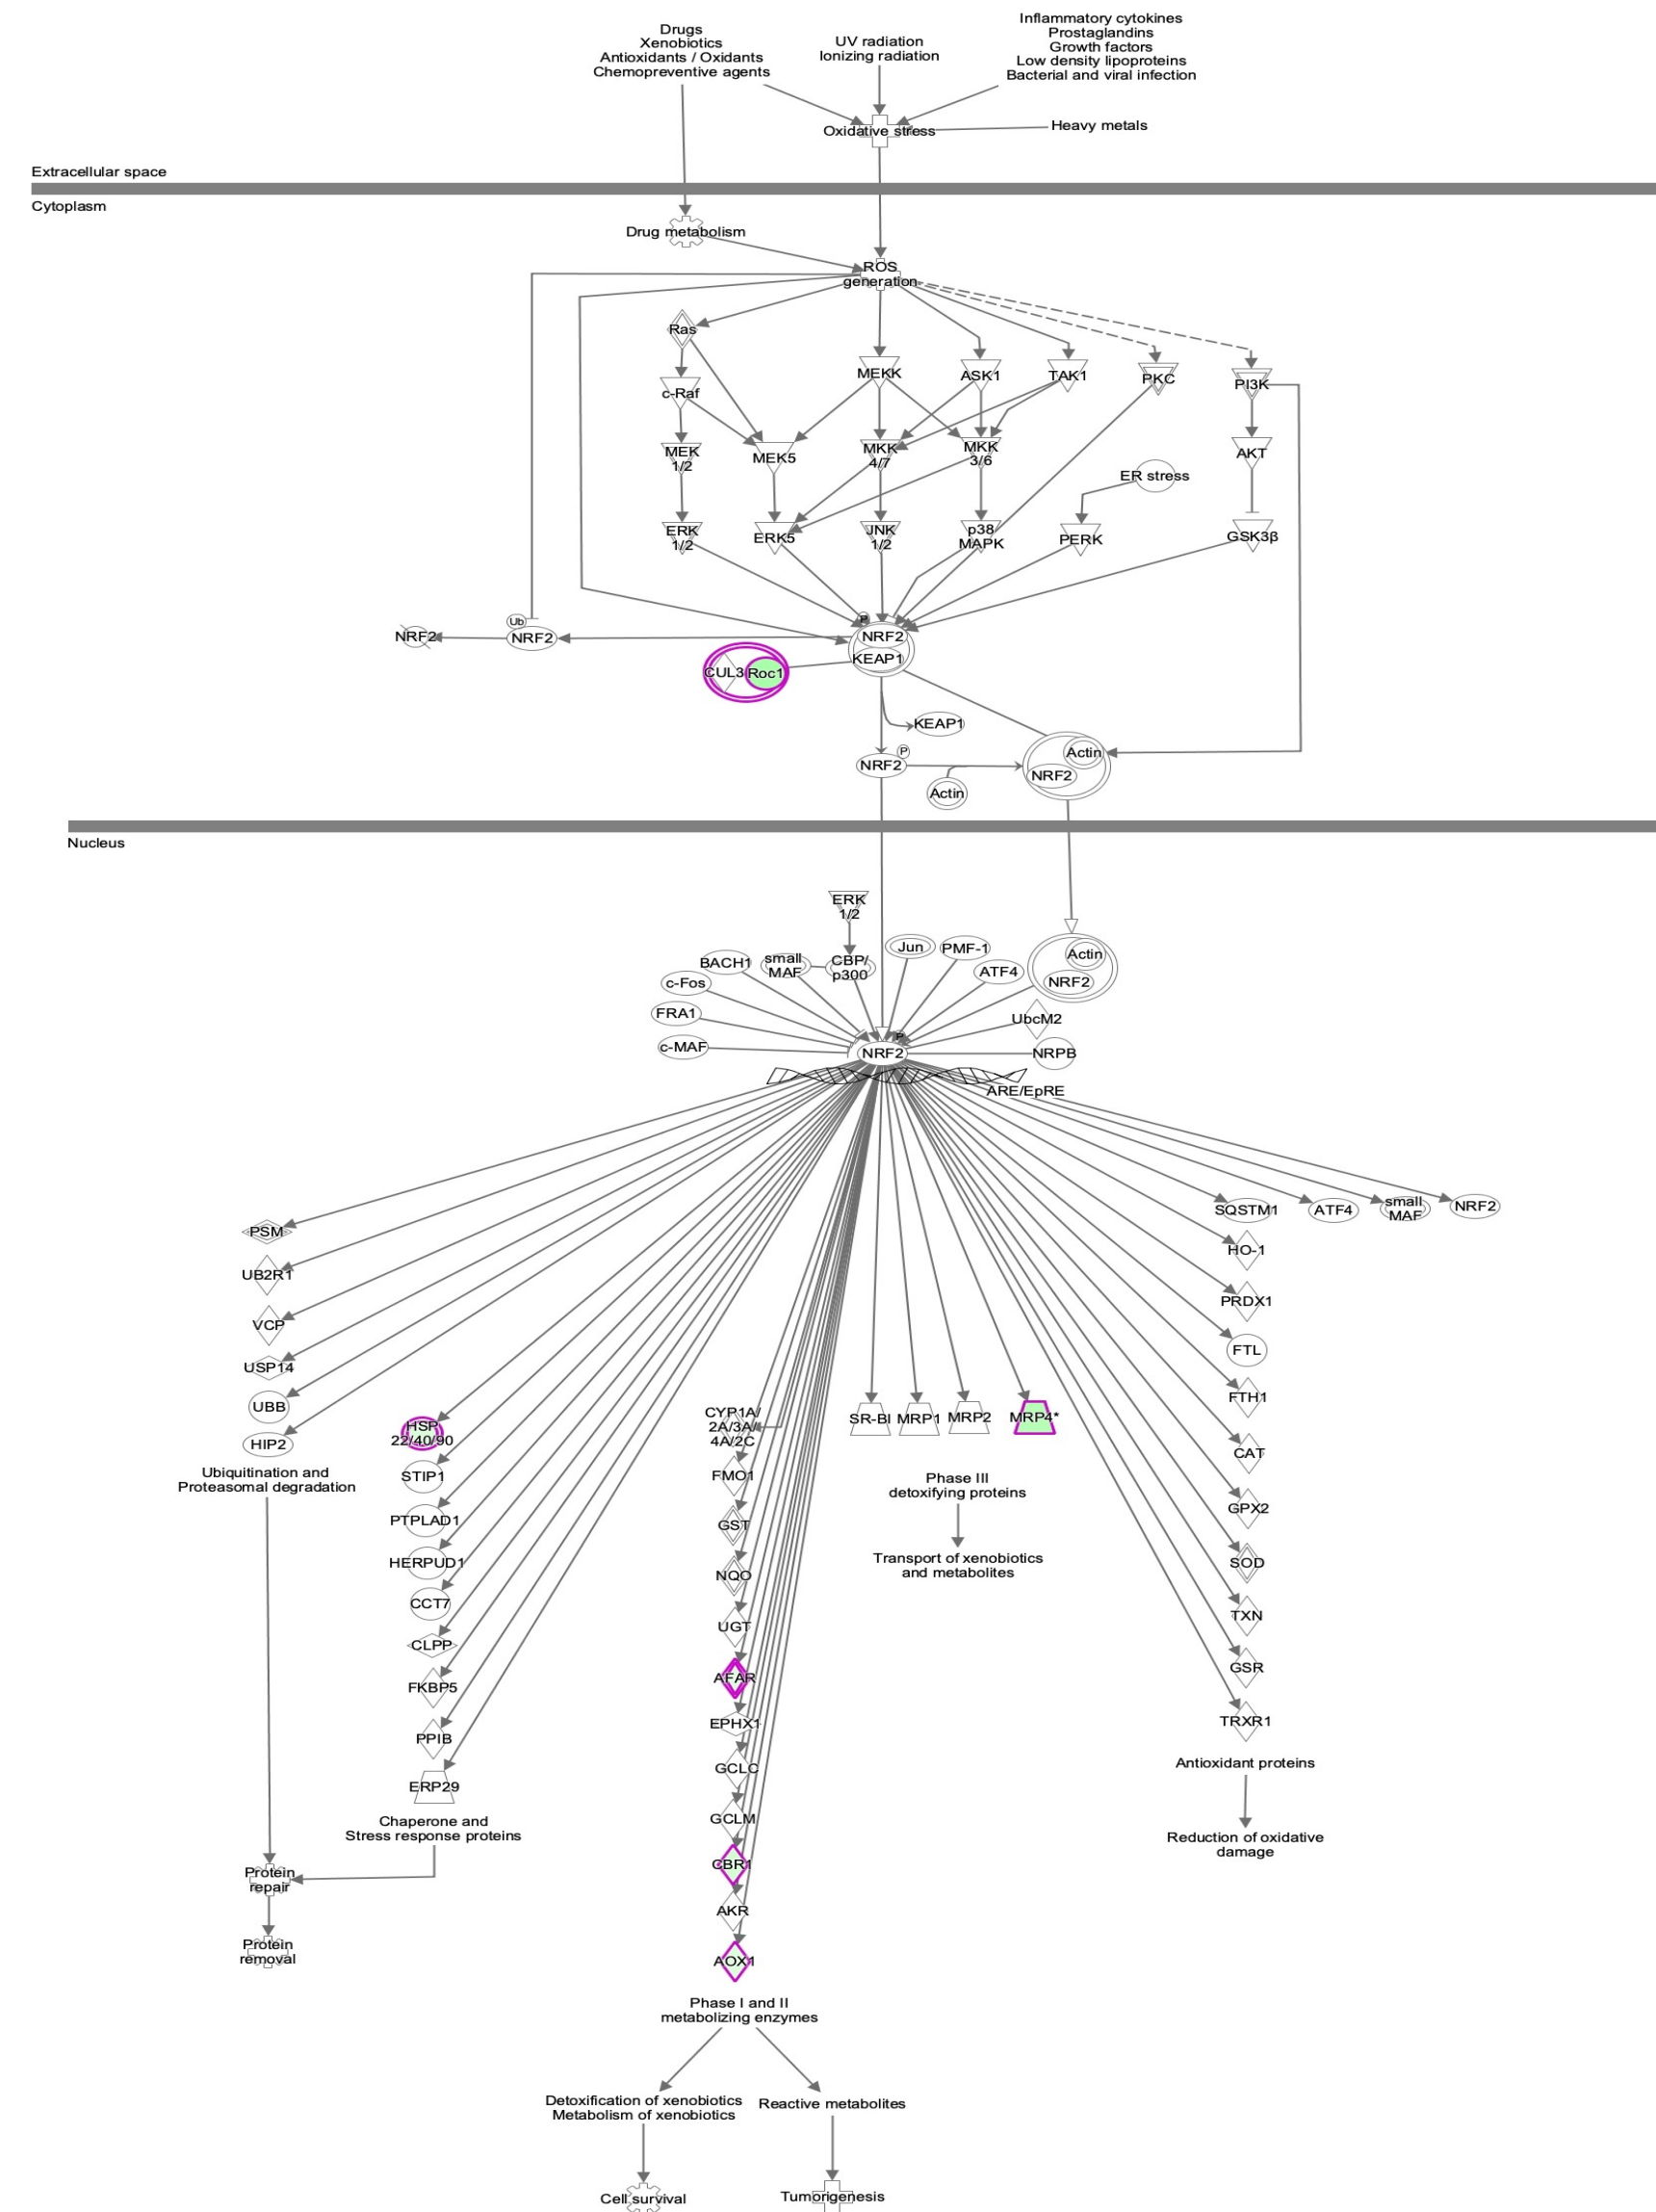 Drugs
Xenobiotics
Antioxidants / Oxidants
Chemopreventive agents
UV radiation
Ionizing radiation
Inflammatory cytokines
Prostaglandins
Growth factors
Low density lipoproteins
Bacterial and viral infection
Oxidative stress
Heavy metals
Extracellular space
Cytoplasm
Drug metabolism
ROS
generation
Ras
c-Raf
MEKK
ASK1
TAK1
PKC
PI3K
MEK
1/2
MEK5
MKK
4/7
MKK
3/6
AKT
ER stress
ERK
1/2
ERK5
JNK
1/2
p38
MAPK
PERK
GSK3β
NRF2
Ub
NRF2
P
NRF2
KEAP1
CUL3
Roc1
KEAP1
P
NRF2
Actin
Actin
NRF2
Nucleus
ERK
1/2
BACH1
small
MAF
CBP/
p300
Jun
PMF-1
ATF4
Actin
NRF2
c-Fos
FRA1
c-MAF
UbcM2
NRPB
P
NRF2
ARE/EpRE
PSM
UB2R1
VCP
USP14
UBB
HIP2
Ubiquitination and
Proteasomal degradation
HSP
22/40/90
STIP1
PTPLAD1
HERPUD1
CCT7
CLPP
FKBP5
PPIB
ERP29
Chaperone and
Stress response proteins
Protein
repair
Protein
removal
CYP1A/
2A/3A/
4A/2C
FMO1
GST
NQO
UGT
AFAR
EPHX1
GCLC
GCLM
CBR1
AKR
AOX1
Phase I and II
metabolizing enzymes
Detoxification of xenobiotics
Metabolism of xenobiotics
Reactive metabolites
Cell survival
Tumorigenesis
SR-BI
MRP1
MRP2
MRP4*
Phase III
detoxifying proteins
Transport of xenobiotics
and metabolites
SQSTM1
ATF4
small
MAF
NRF2
HO-1
PRDX1
FTL
FTH1
CAT
GPX2
SOD
TXN
GSR
TRXR1
Antioxidant proteins
Reduction of oxidative
damage